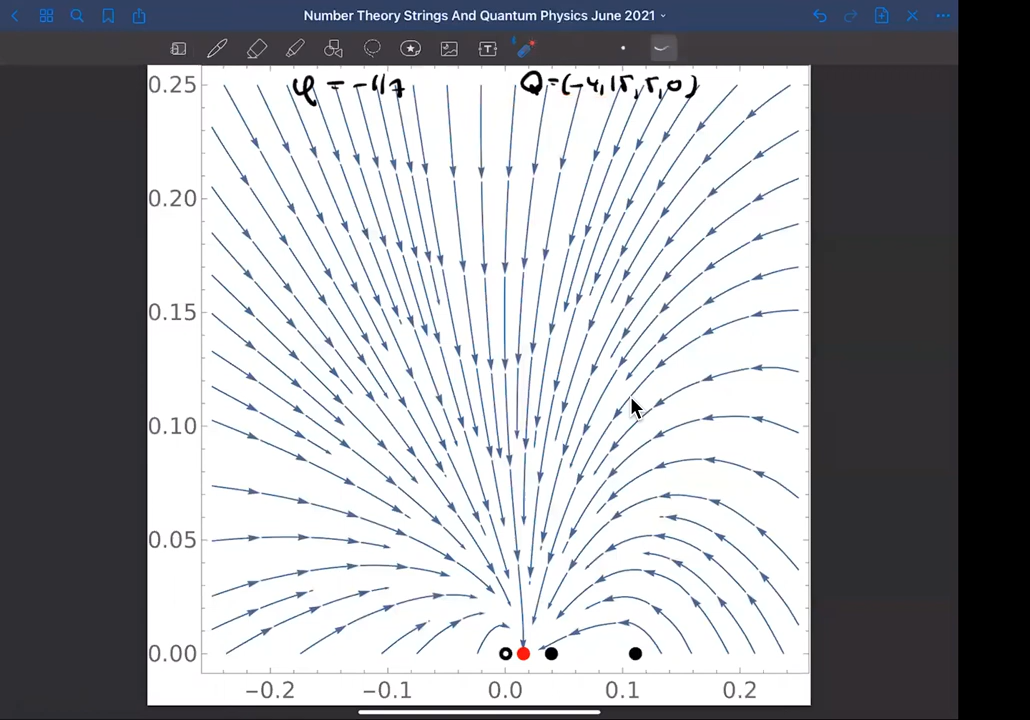 Number Theory Strings And Quantum Physics June 2021
T
φ = -1/7 Q=(-4,15,5,0)
0.25
0.20
0.15
0.10
0.05
0.00
−0.2 −0.1 0.0 0.1 0.2